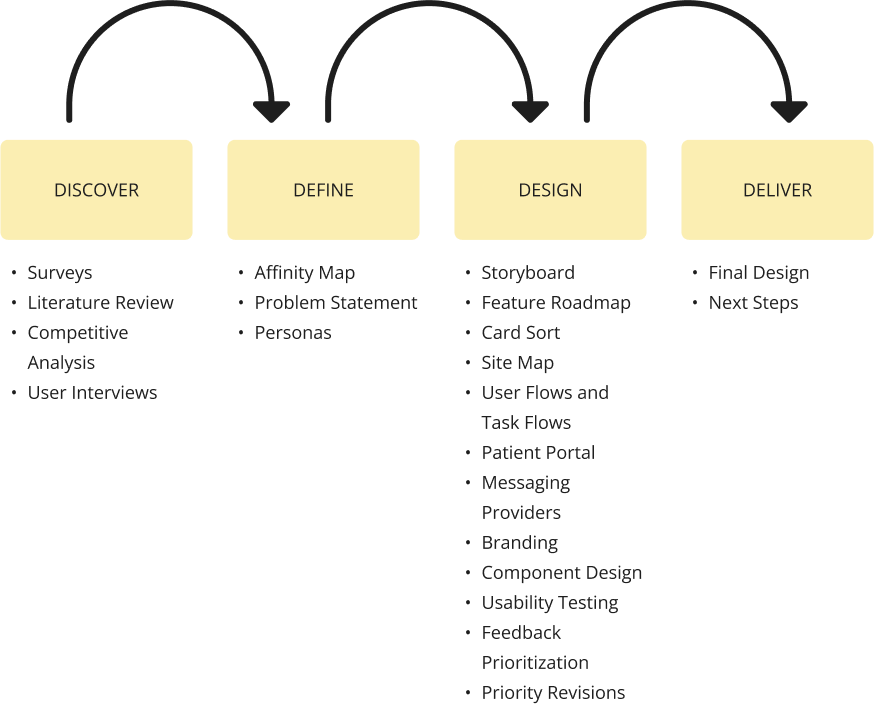 DISCOVER
• Surveys
• Literature Review
• Competitive
Analysis
• User Interviews
DEFINE
• Affinity Map
• Problem Statement
• Personas
DESIGN
• Storyboard
• Feature Roadmap
• Card Sort
• Site Map
• User Flows and
Task Flows
• Patient Portal
• Messaging
Providers
• Branding
• Component Design
• Usability Testing
• Feedback
Prioritization
• Priority Revisions
DELIVER
• Final Design
• Next Steps